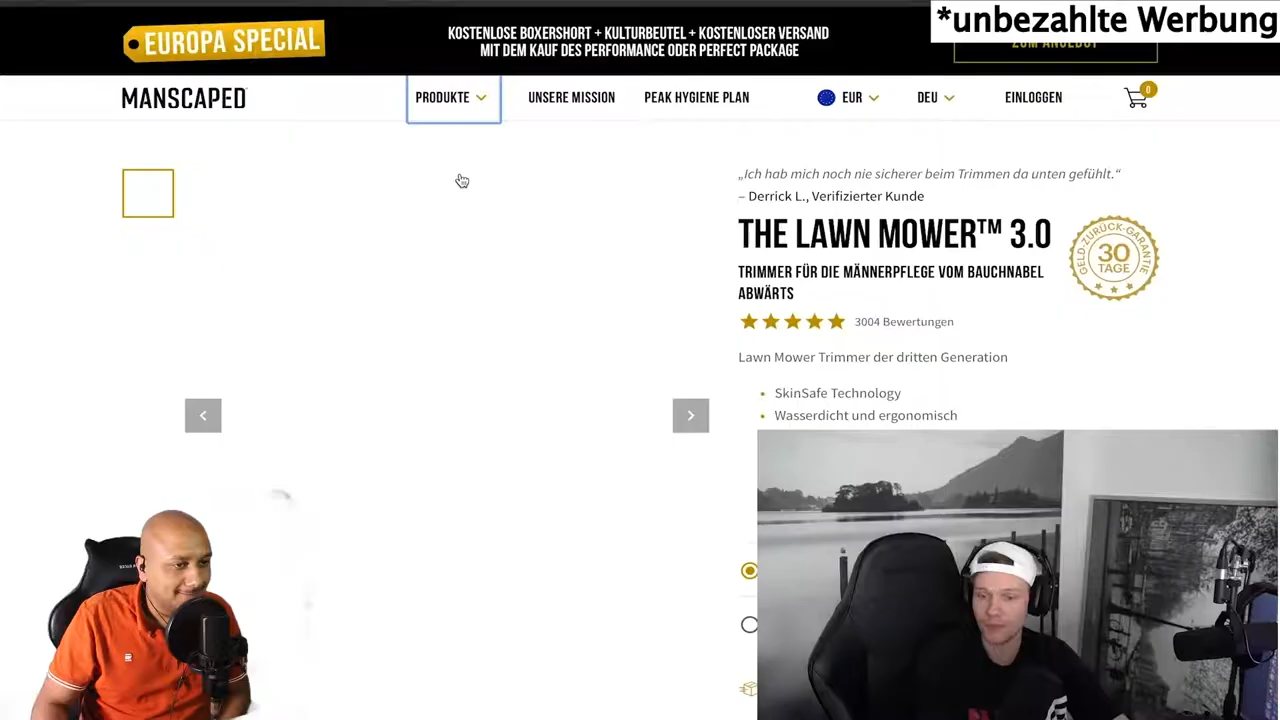 *unbezahlte Werbung
EUROPA SPECIAL
KOSTENLOSE BOXERSHORT + KULTURBEUTEL + KOSTENLOSER VERSAND
MIT DEM KAUF DES PERFORMANCE ODER PERFECT PACKAGE
ZUM ANGEBOT
MANSCAPED
PRODUKTE
UNSERE MISSION
PEAK HYGIENE PLAN
EUR
DEU
EINLOGGEN
0
„Ich hab mich noch nie sicherer beim Trimmen da unten gefühlt.“
– Derrick L., Verifizierter Kunde
THE LAWN MOWER™ 3.0
GELD-ZURÜCK-GARANTIE
30
TAGE
TRIMMER FÜR DIE MÄNNERPFLEGE VOM BAUCHNABEL
ABWÄRTS
3004 Bewertungen
Lawn Mower Trimmer der dritten Generation
• SkinSafe Technology
• Wasserdicht und ergonomisch